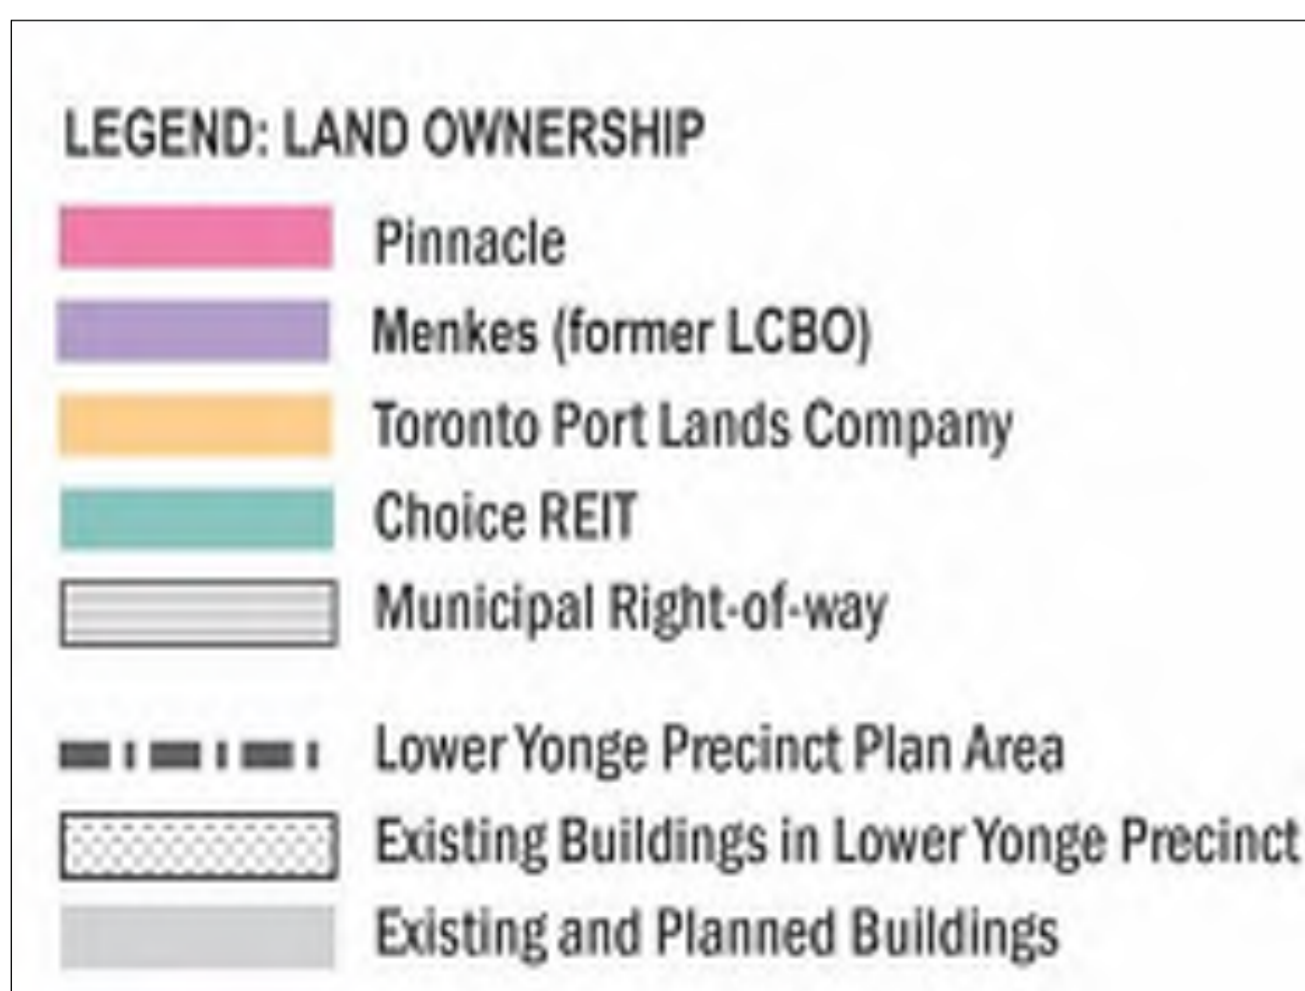 LEGEND: LAND OWNERSHIP
Pinnacle
Menkes (former LCBO)
Toronto Port Lands Company
Choice REIT
Municipal Right-of-way
Lower Yonge Precinct Plan Area
Existing Buildings in Lower Yonge Precinct
Existing and Planned Buildings